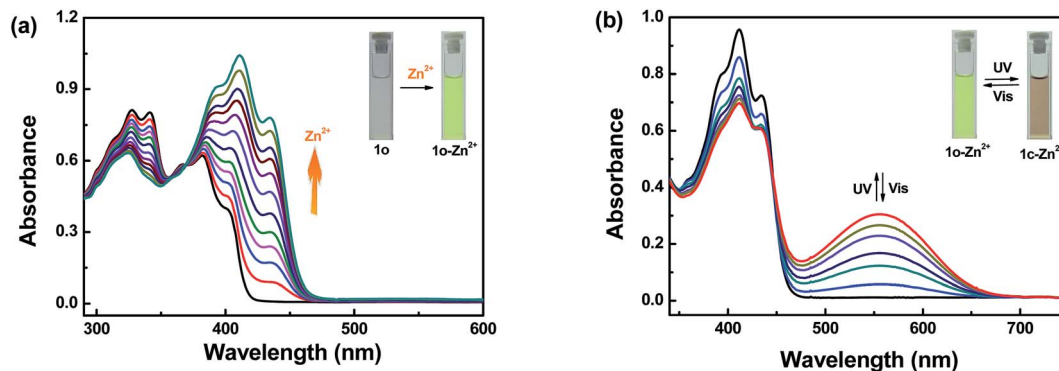 (a)
1.2
0.9
0.6
0.3
0.0
300
400
500
600
Absorbance
Wavelength (nm)
Zn²⁺
Zn²⁺
1o
1o-Zn²⁺
(b)
1.0
0.8
0.6
0.4
0.2
0.0
400
500
600
700
Absorbance
Wavelength (nm)
UV
Vis
1o-Zn²⁺
1c-Zn²
UV
Vis